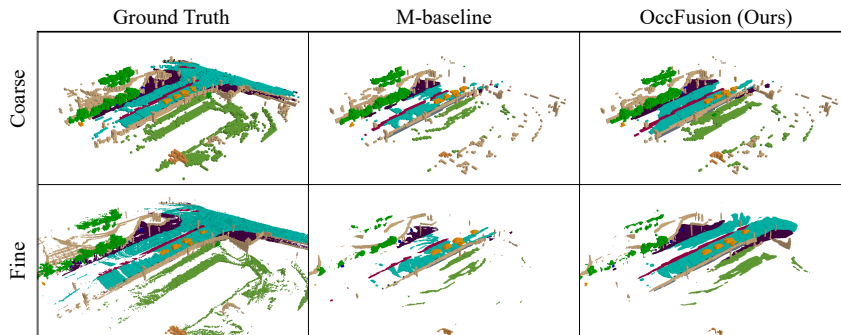 Ground Truth
M-baseline
OccFusion (Ours)
Coarse
Fine